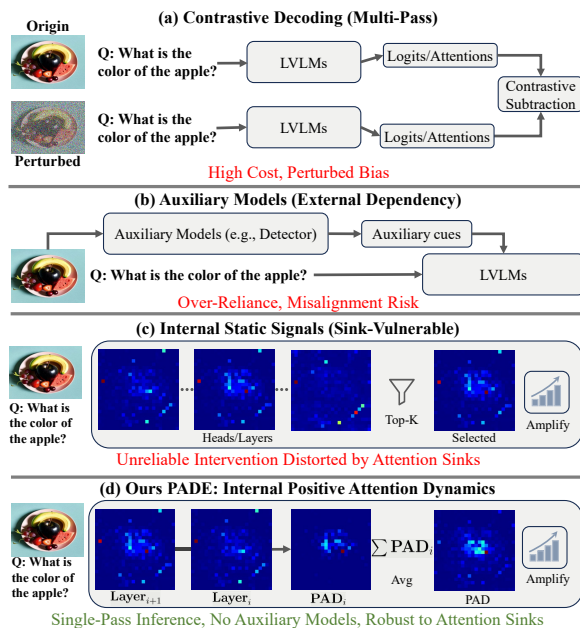 (a) Contrastive Decoding (Multi-Pass)
Origin
Q: What is the
color of the apple?
LVLMs
Logits/Attentions
Contrastive
Subtraction
Q: What is the
color of the apple?
LVLMs
Logits/Attentions
Perturbed
High Cost, Perturbed Bias
(b) Auxiliary Models (External Dependency)
Auxiliary Models (e.g., Detector)
Auxiliary cues
Q: What is the color of the apple?
LVLMs
Over-Reliance, Misalignment Risk
(c) Internal Static Signals (Sink-Vulnerable)
Q: What is
the color of
the apple?
Heads/Layers
Top-K
Selected
Amplify
Unreliable Intervention Distorted by Attention Sinks
(d) Ours PADE: Internal Positive Attention Dynamics
Q: What is
the color of
the apple?
Layer_{i+1}
Layer_i
PAD_i
∑ PAD_i
Avg
PAD
Amplify
Single-Pass Inference, No Auxiliary Models, Robust to Attention Sinks